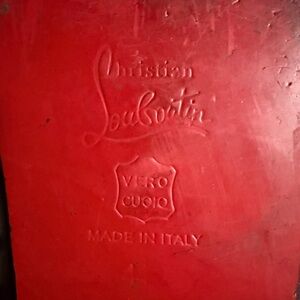 Christian
Louboutin
VERO
CUOIO
MADE IN ITALY